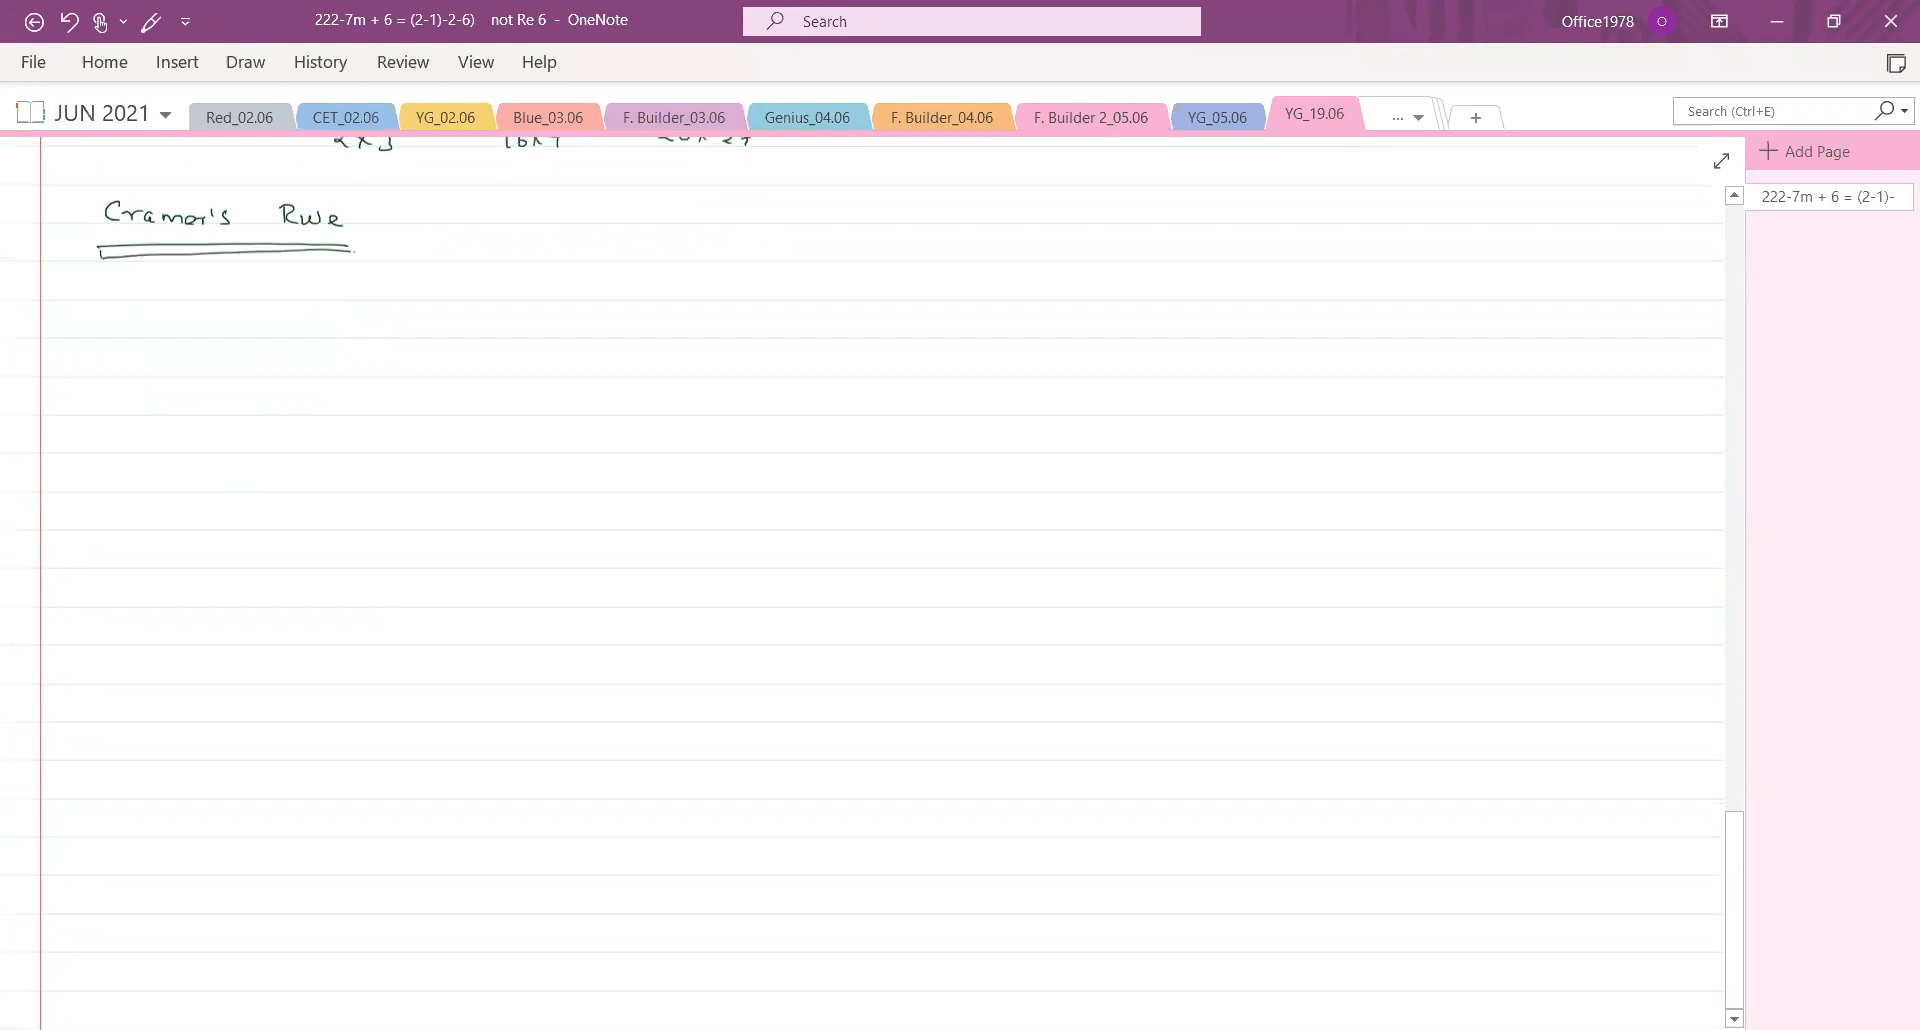 222-7m + 6 = (2-1)-2-6) not Re 6 - OneNote
Search
Office1978
O
File Home Insert Draw History Review View Help
JUN 2021
Red_02.06 CET_02.06 YG_02.06 Blue_03.06 F. Builder_03.06 Genius_04.06 F. Builder_04.06 F. Builder 2_05.06 YG_05.06 YG_19.06 ... +
Search (Ctrl+E)
Add Page
222-7m + 6 = (2-1)-
Cramer's Rule